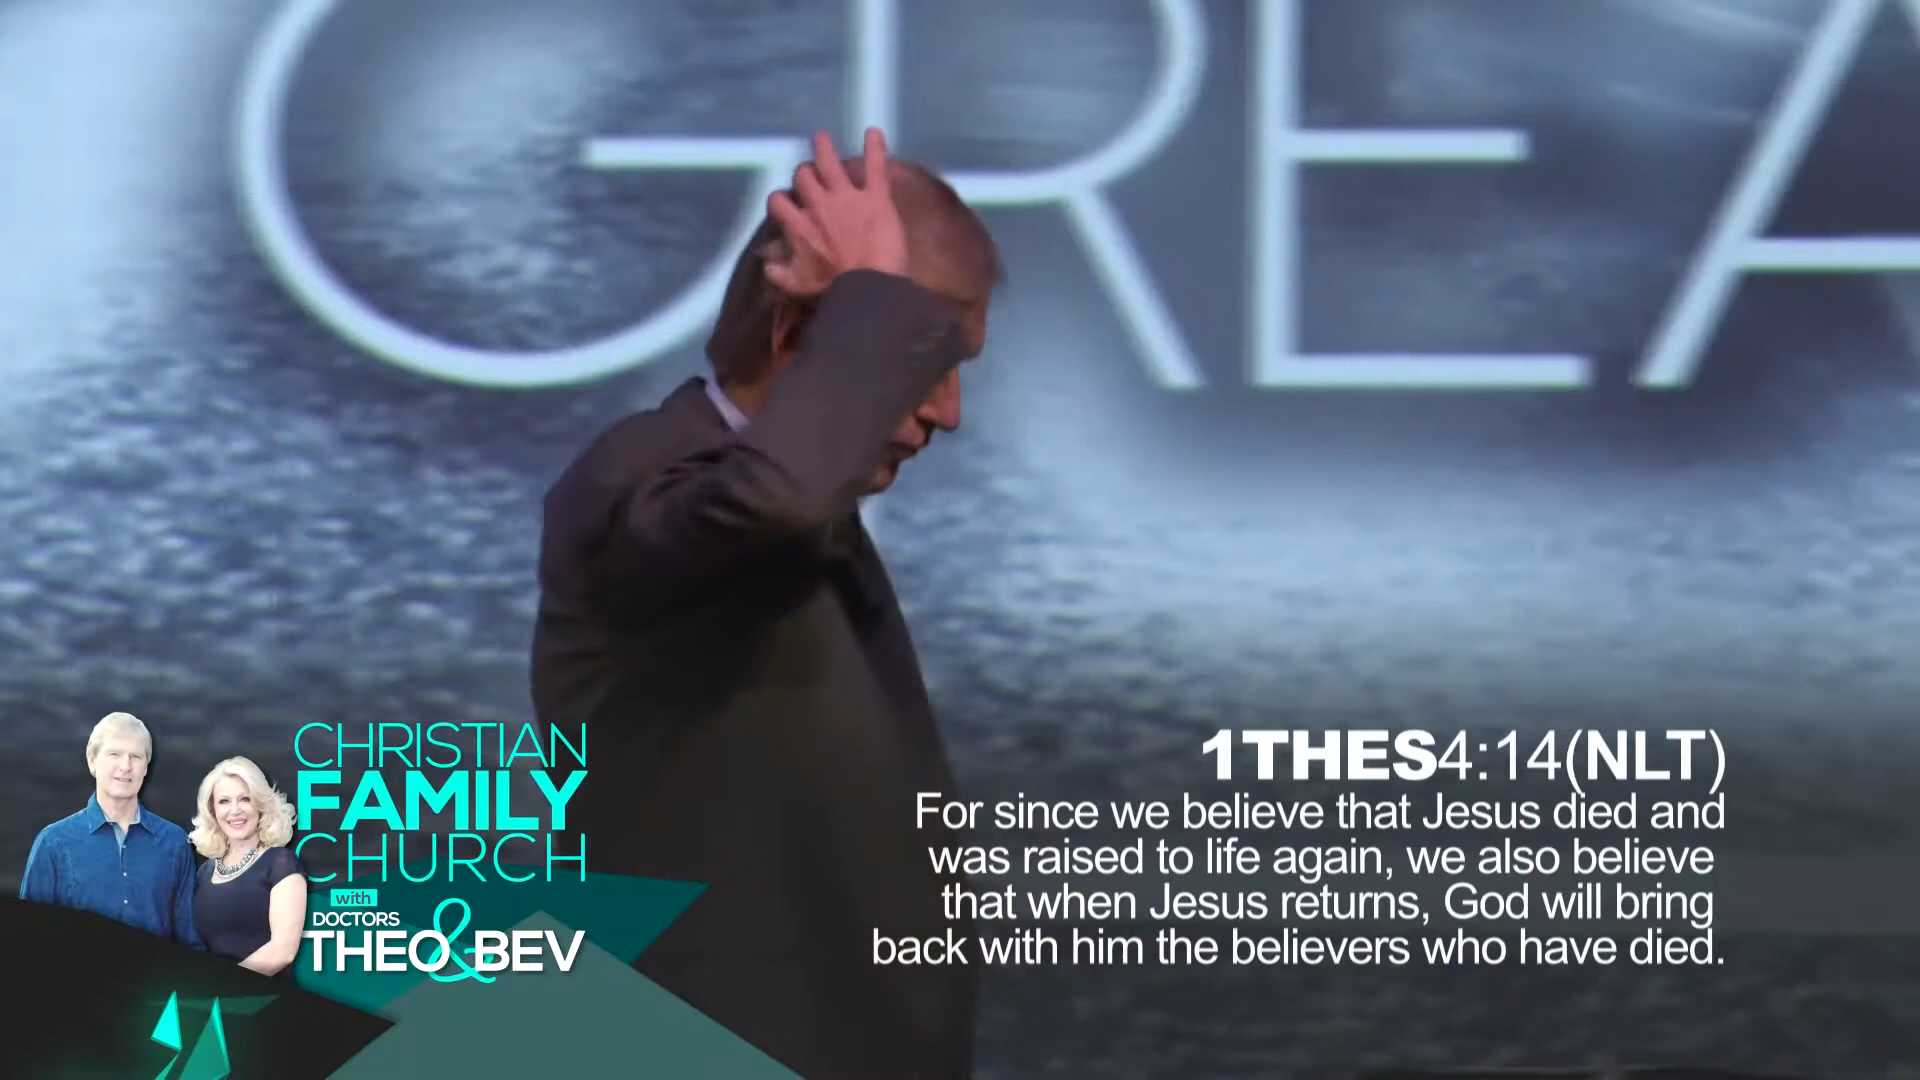 GREA
CHRISTIAN
FAMILY
CHURCH
with
DOCTORS
THEO & BEV
1THES4:14(NLT)
For since we believe that Jesus died and
was raised to life again, we also believe
that when Jesus returns, God will bring
back with him the believers who have died.